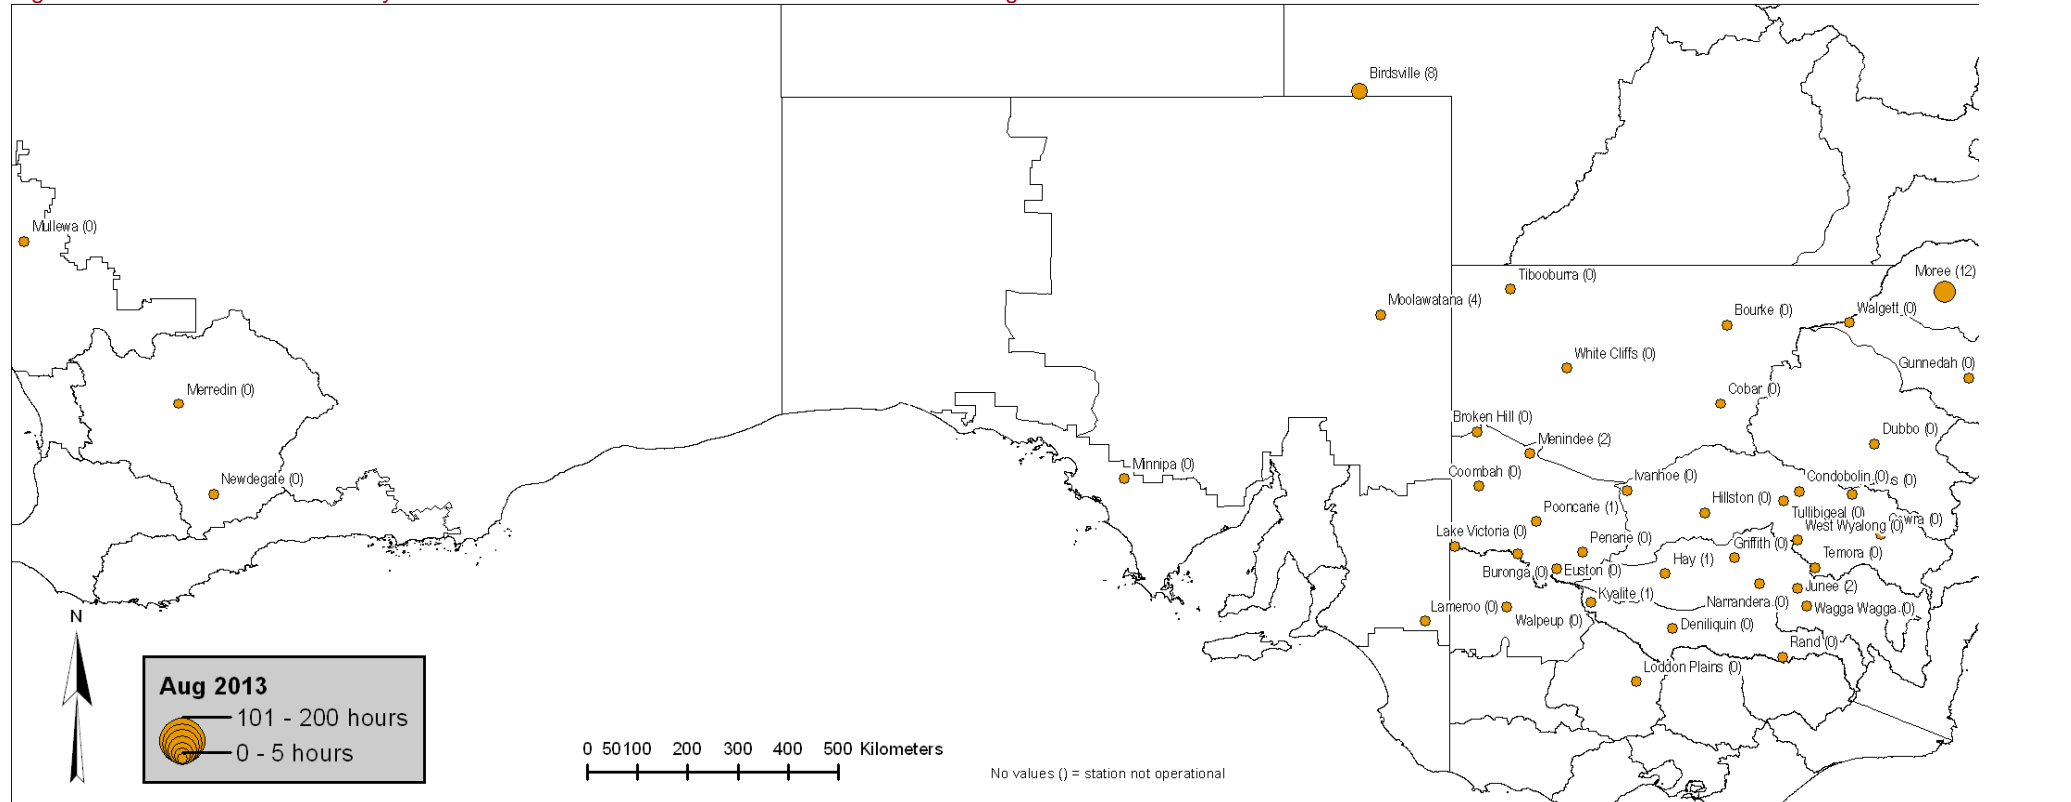 Birdsville (8)
Mullewa (0)
Moree (12)
Tibooburra (0)
Moolawatana (4)
Bourke (0)
Walgett (0)
White Cliffs (0)
Gunnedah (0)
Merredin (0)
Cobar (0)
Broken Hill (0)
Dubbo (0)
Menindee (2)
Minnipa (0)
Coombah (0)
Ivanhoe (0)
Condobolin (0)
s (0)
Newdegate (0)
Hillston (0)
Pooncarie (1)
Tullibigeal (0)
West Wyalong (0)
wra (0)
Lake Victoria (0)
Penarie (0)
Griffith (0)
Temora (0)
Hay (1)
Buronga (0)
Euston (0)
Junee (2)
Kyalite (1)
Narrandera (0)
Wagga Wagga (0)
Lameroo (0)
Walpeup (0)
Deniliquin (0)
Rand (0)
Loddon Plains (0)
N
Aug 2013
101 - 200 hours
0 - 5 hours
0 50 100 200 300 400 500 Kilometers
No values () = station not operational